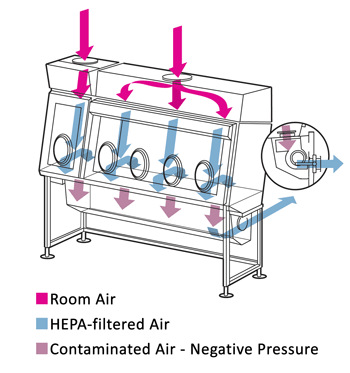 Room Air
HEPA-filtered Air
Contaminated Air - Negative Pressure